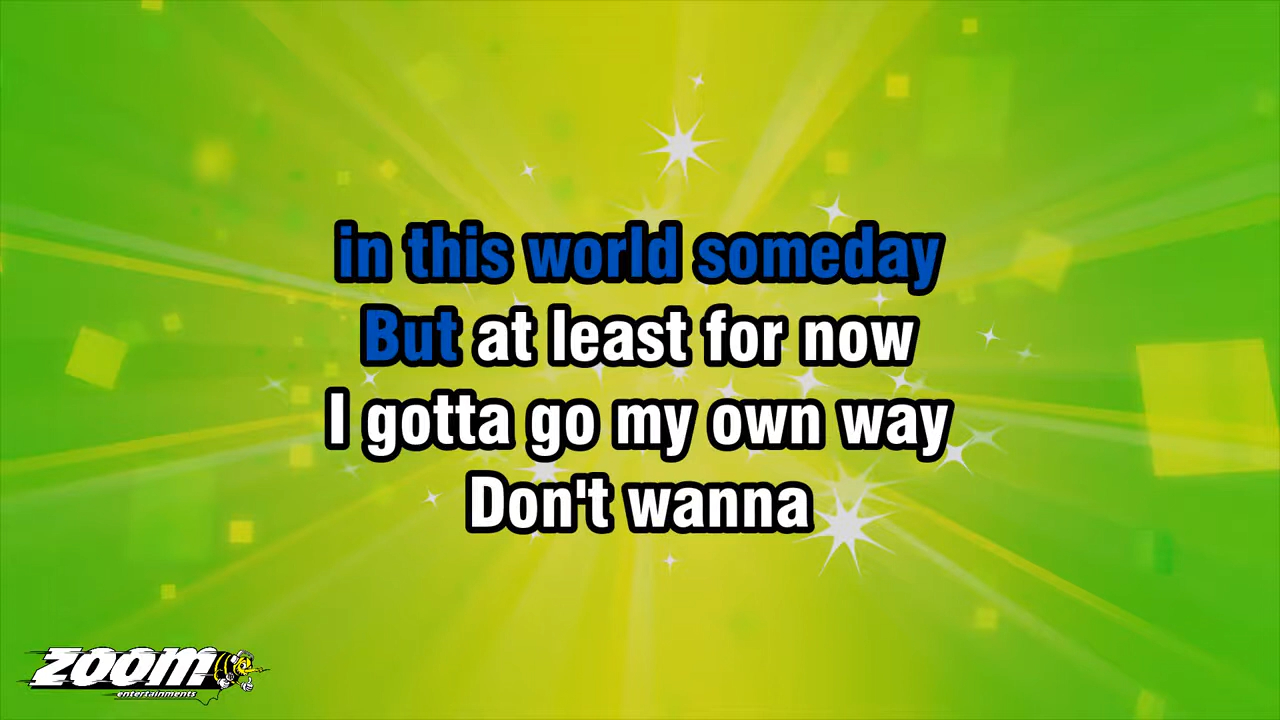 in this world someday
But at least for now
I gotta go my own way
Don't wanna
zoom
entertainments